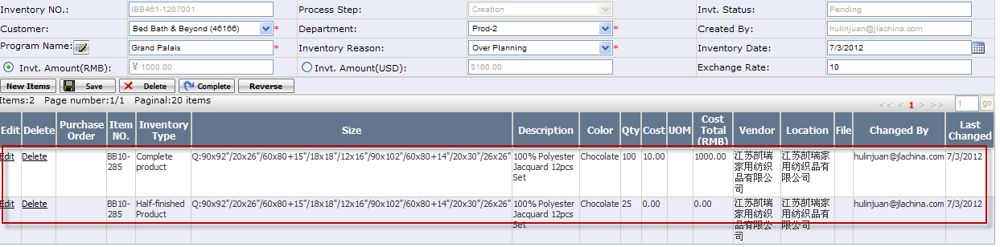 Inventory NO.: IBB461-1207001 Process Step: Creation Invt. Status: Pending
Customer: Bed Bath & Beyond (46166) * Department: Prod-2 * Created By: hulinjuan@jlachina.com
Program Name: Grand Palais * Inventory Reason: Over Planning * Inventory Date: 7/3/2012
Invt. Amount(RMB): ¥ 1000.00 Invt. Amount(USD): $100.00 Exchange Rate: 10
New Items Save Delete Complete Reverse
Items:2 Page number:1/1 Paginal:20 items << < 1 > >> 1 go
Edit Delete Purchase Order Item NO. Inventory Type Size Description Color Qty Cost UOM Cost Total (RMB) Vendor Location File Changed By Last Changed
Edit Delete BB10-285 Complete product Q:90x92"/20x26"/60x80+15"/18x18"/12x16"/90x102"/60x80+14"/20x30"/26x26" 100% Polyester Jacquard 12pcs Set Chocolate 100 10.00 1000.00 江苏凯瑞家用纺织品有限公司 江苏凯瑞家用纺织品有限公司 hulinjuan@jlachina.com 7/3/2012
Edit Delete BB10-285 Half-finished Product Q:90x92"/20x26"/60x80+15"/18x18"/12x16"/90x102"/60x80+14"/20x30"/26x26" 100% Polyester Jacquard 12pcs Set Chocolate 25 0.00 0.00 江苏凯瑞家用纺织品有限公司 江苏凯瑞家用纺织品有限公司 hulinjuan@jlachina.com 7/3/2012